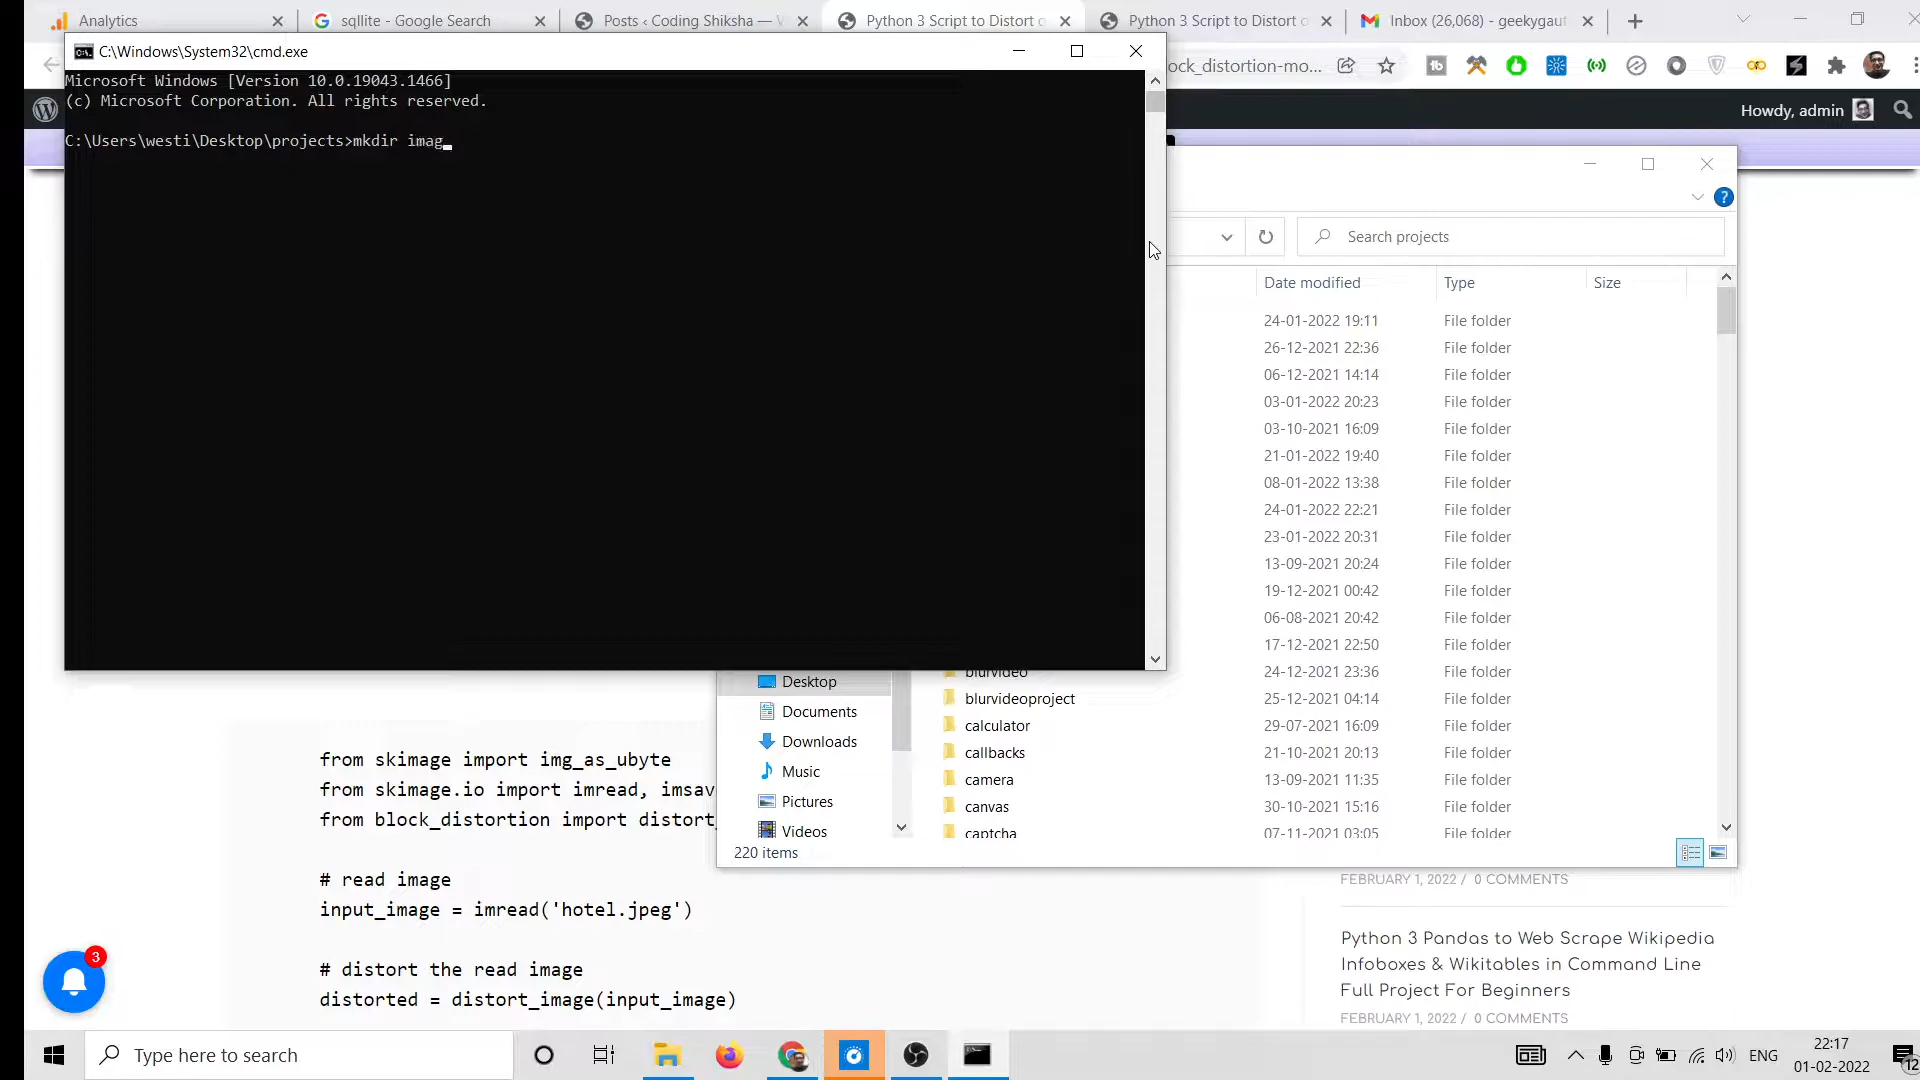 Analytics
sqllite - Google Search
Posts ‹ Coding Shiksha —
Python 3 Script to Distort
Python 3 Script to Distort
Inbox (26,068) - geekygau
C:\Windows\System32\cmd.exe
ock_distortion-mo...
Microsoft Windows [Version 10.0.19043.1466]
(c) Microsoft Corporation. All rights reserved.
Howdy, admin
C:\Users\westi\Desktop\projects>mkdir imag
Search projects
Date modified
Type
Size
24-01-2022 19:11 File folder
26-12-2021 22:36 File folder
06-12-2021 14:14 File folder
03-01-2022 20:23 File folder
03-10-2021 16:09 File folder
21-01-2022 19:40 File folder
08-01-2022 13:38 File folder
24-01-2022 22:21 File folder
23-01-2022 20:31 File folder
13-09-2021 20:24 File folder
19-12-2021 00:42 File folder
06-08-2021 20:42 File folder
17-12-2021 22:50 File folder
blurvideo 24-12-2021 23:36 File folder
blurvideoproject 25-12-2021 04:14 File folder
calculator 29-07-2021 16:09 File folder
callbacks 21-10-2021 20:13 File folder
camera 13-09-2021 11:35 File folder
canvas 30-10-2021 15:16 File folder
captcha 07-11-2021 03:05 File folder
Desktop
Documents
Downloads
Music
Pictures
Videos
220 items
from skimage import img_as_ubyte
from skimage.io import imread, imsav
from block_distortion import distort_
# read image
input_image = imread('hotel.jpeg')
# distort the read image
distorted = distort_image(input_image)
FEBRUARY 1, 2022 / 0 COMMENTS
Python 3 Pandas to Web Scrape Wikipedia
Infoboxes & Wikitables in Command Line
Full Project For Beginners
FEBRUARY 1, 2022 / 0 COMMENTS
3
Type here to search
ENG
22:17
01-02-2022
12